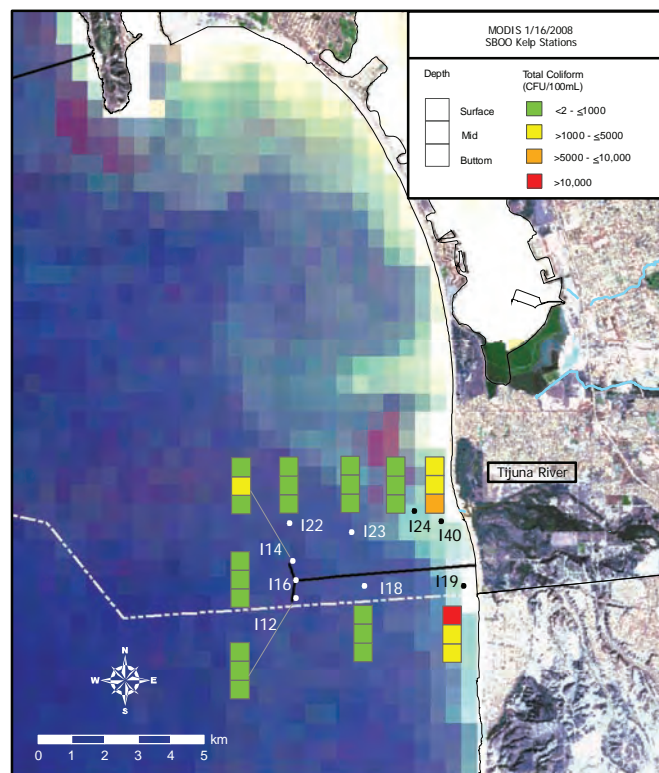 MODIS 1/16/2008
SBOO Kelp Stations
Depth
Total Coliform
(CFU/100mL)
Surface
Mid
Buttom
<2 - ≤1000
>1000 - ≤5000
>5000 - ≤10,000
>10,000
Tijuna River
I22
I23
I24
I40
I14
I16
I18
I19
I12
N
W E
S
km
0 1 2 3 4 5